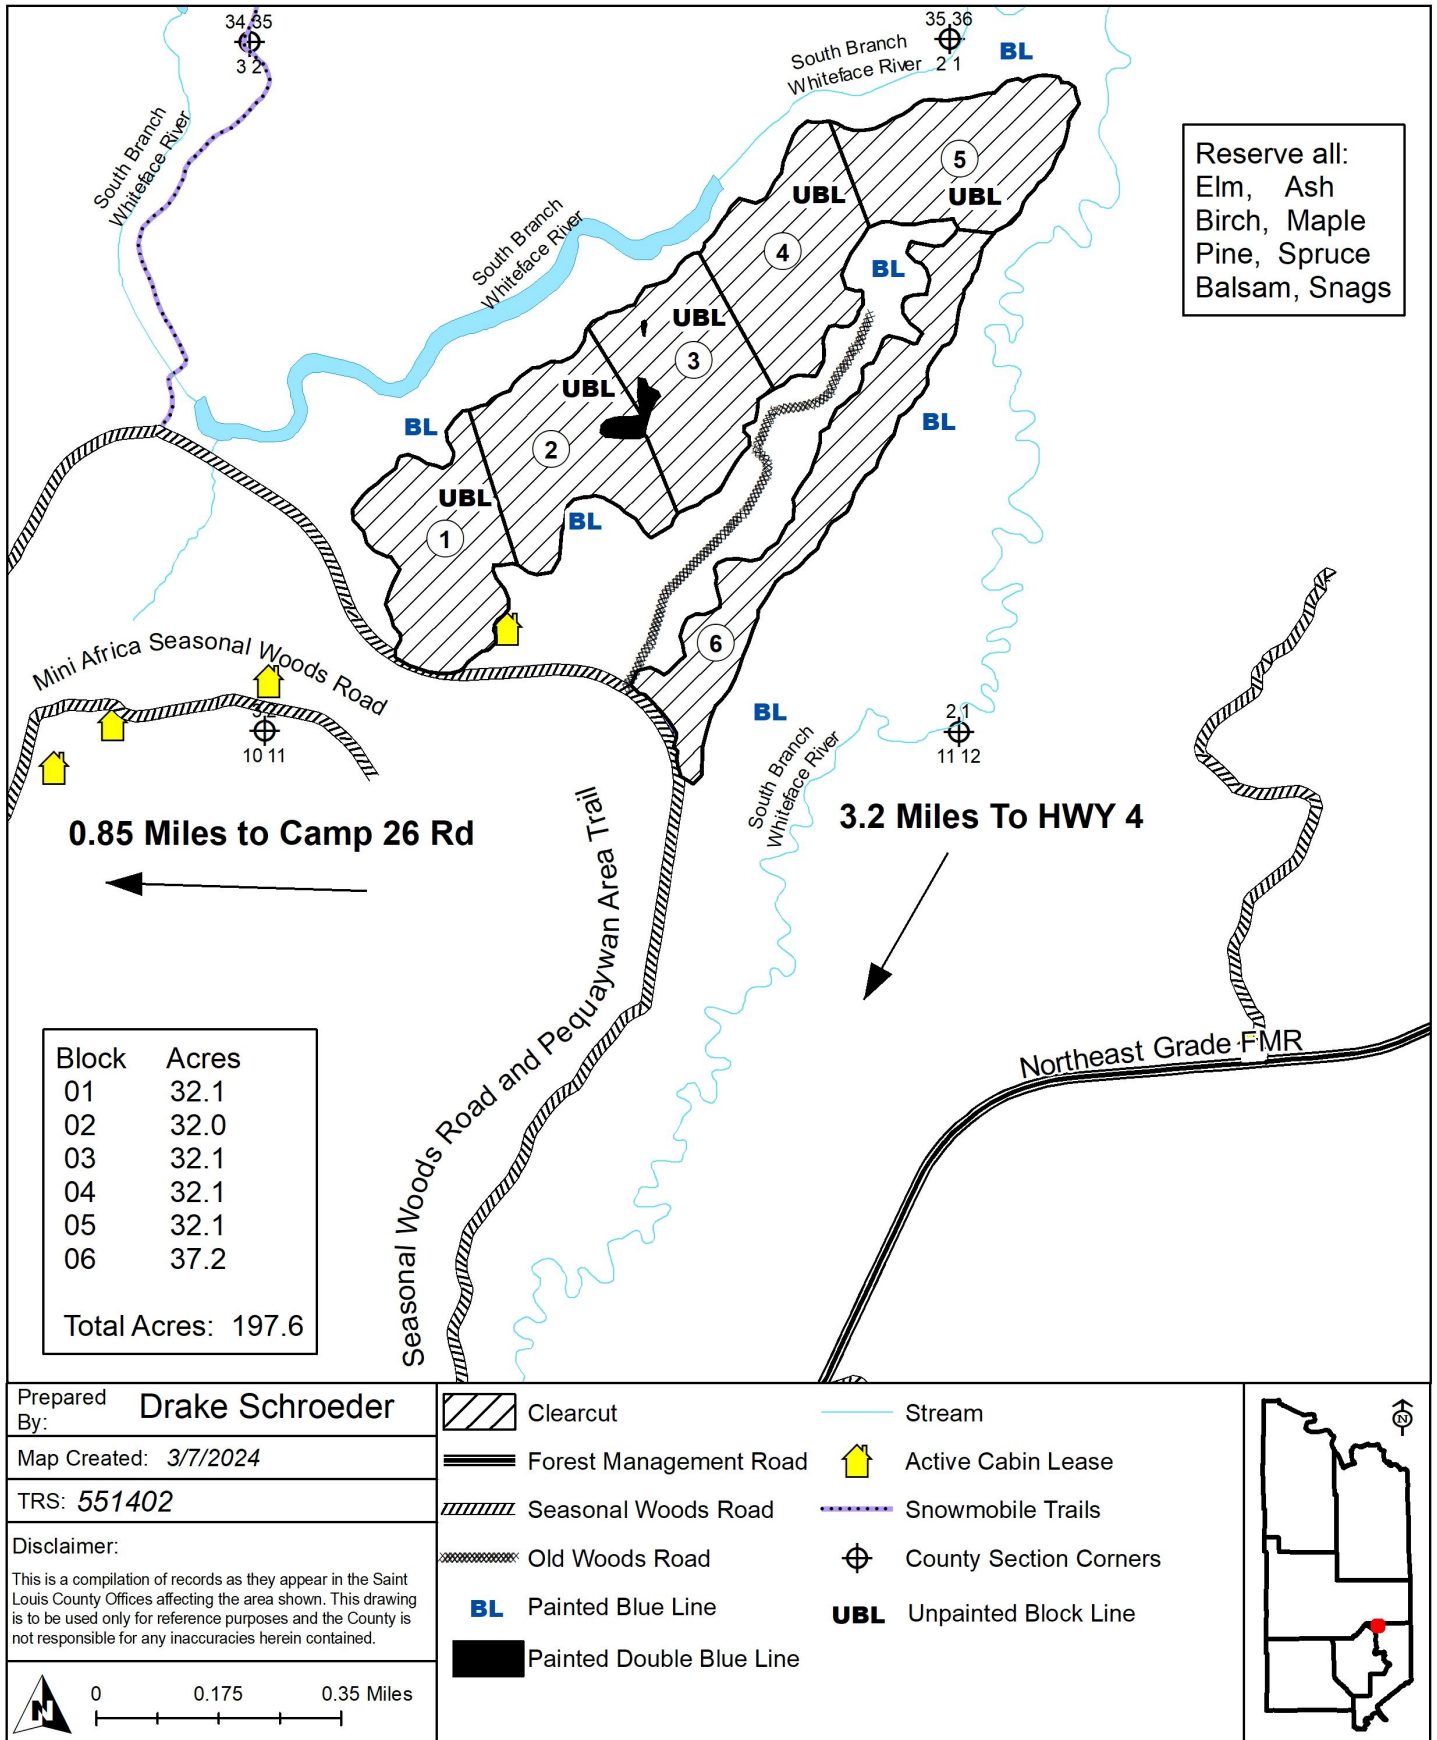 34 35
3 2
35 36
2 1
BL
South Branch
Whiteface River
South Branch
Whiteface River
South Branch
Whiteface River
Reserve all:
Elm, Ash
Birch, Maple
Pine, Spruce
Balsam, Snags
5
UBL
UBL
4
BL
UBL
3
UBL
2
BL
BL
UBL
1
BL
6
Mini Africa Seasonal Woods Road
10 11
BL
2 1
11 12
South Branch
Whiteface River
0.85 Miles to Camp 26 Rd
3.2 Miles To HWY 4
Seasonal Woods Road and Pequaywan Area Trail
Northeast Grade FMR
Block Acres
01 32.1
02 32.0
03 32.1
04 32.1
05 32.1
06 37.2
Total Acres: 197.6
Prepared
By: Drake Schroeder
Map Created: 3/7/2024
TRS: 551402
Disclaimer:
This is a compilation of records as they appear in the Saint
Louis County Offices affecting the area shown. This drawing
is to be used only for reference purposes and the County is
not responsible for any inaccuracies herein contained.
N
0 0.175 0.35 Miles
Clearcut
Forest Management Road
Seasonal Woods Road
Old Woods Road
BL Painted Blue Line
Painted Double Blue Line
Stream
Active Cabin Lease
Snowmobile Trails
County Section Corners
UBL Unpainted Block Line
N